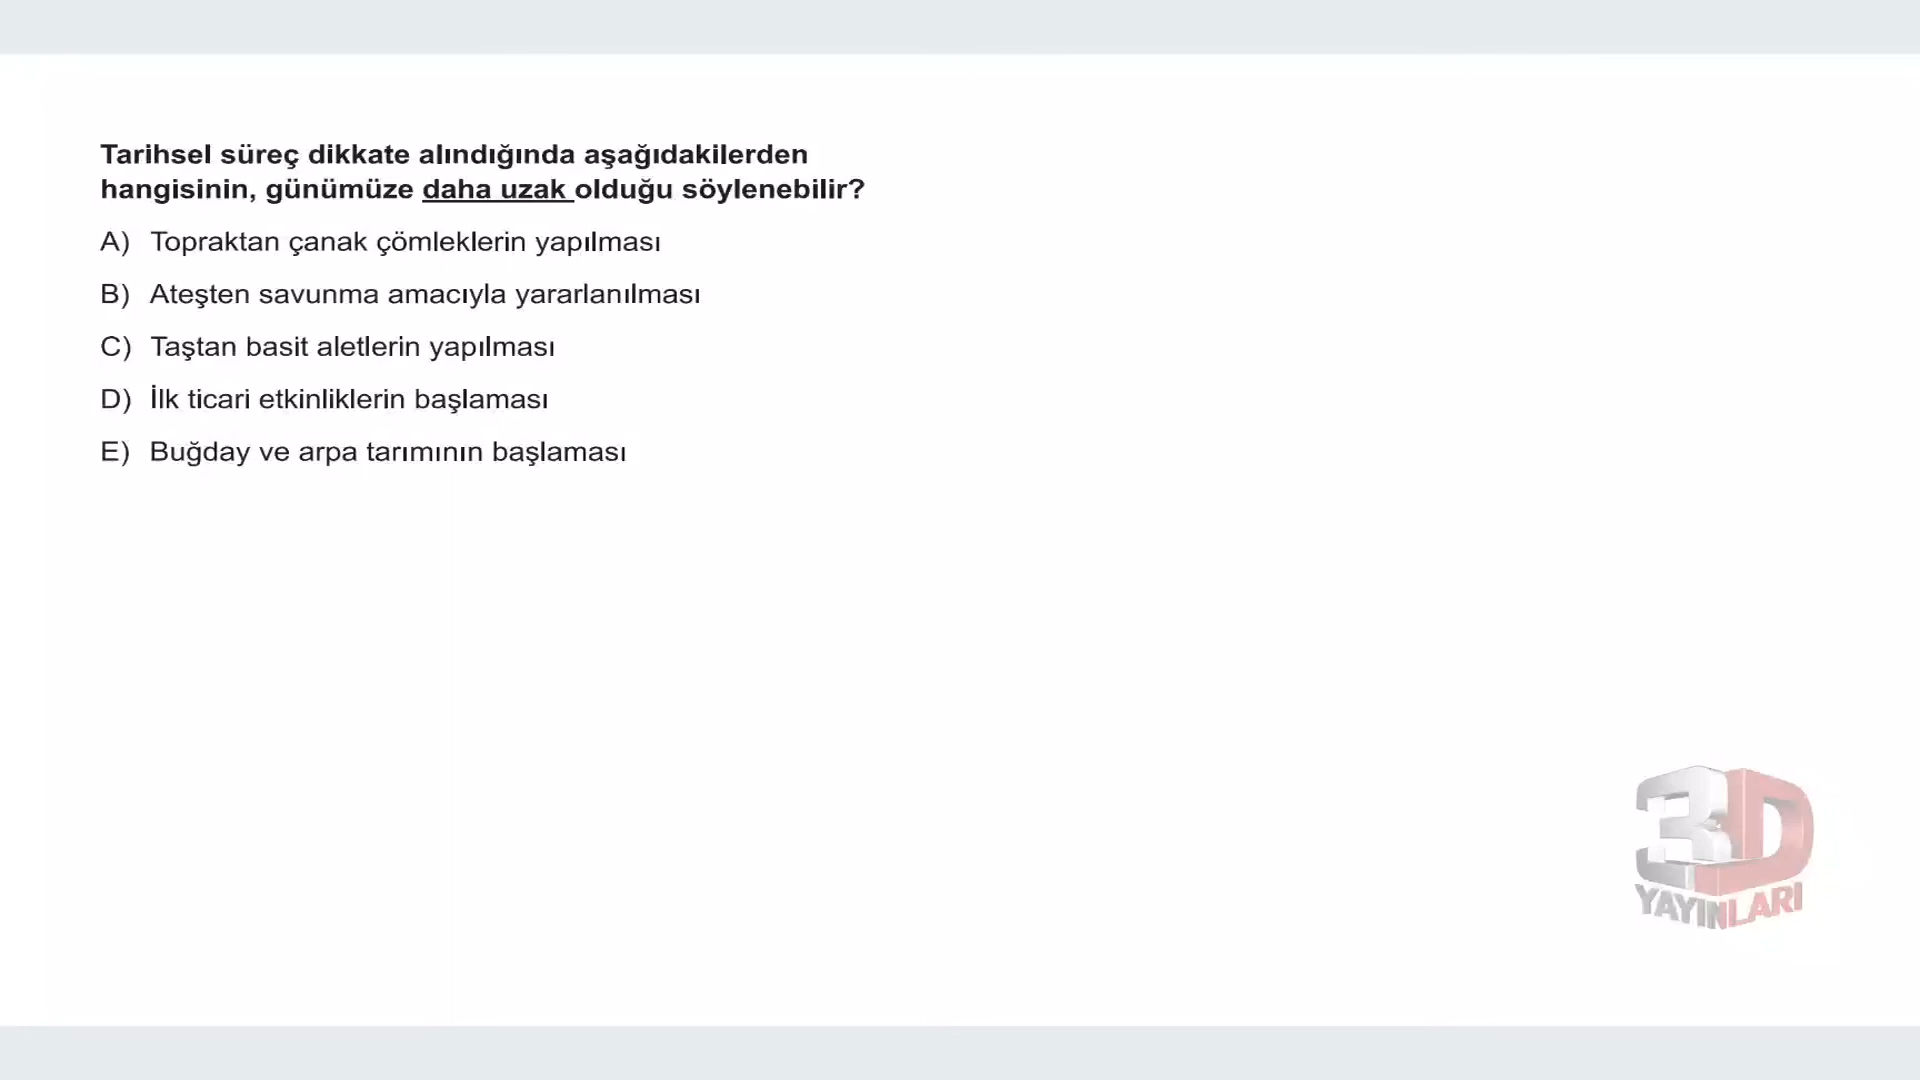 Tarihsel süreç dikkate alındığında aşağıdakilerden
hangisinin, günümüze daha uzak olduğu söylenebilir?
A) Topraktan çanak çömleklerin yapılması
B) Ateşten savunma amacıyla yararlanılması
C) Taştan basit aletlerin yapılması
D) İlk ticari etkinliklerin başlaması
E) Buğday ve arpa tarımının başlaması
3D
YAYINLARI